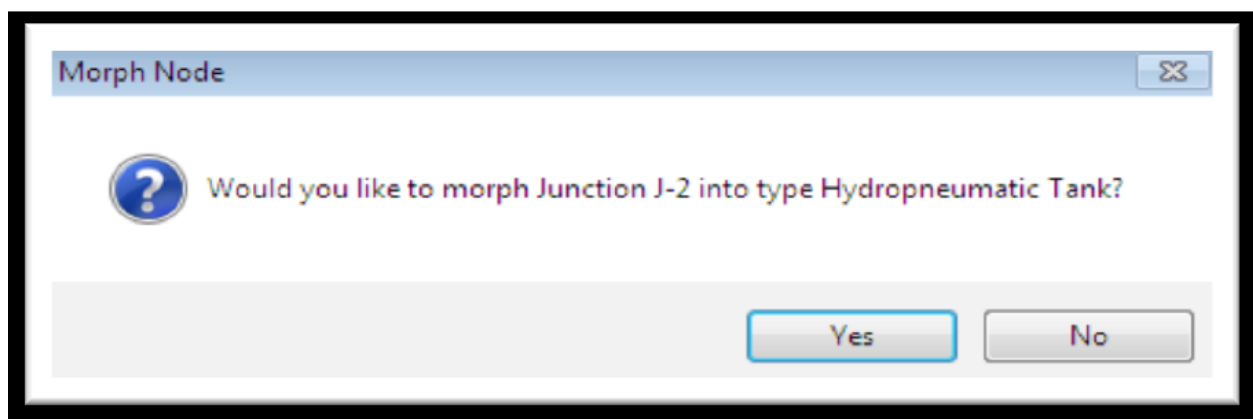 Morph Node
Would you like to morph Junction J-2 into type Hydropneumatic Tank?
Yes
No